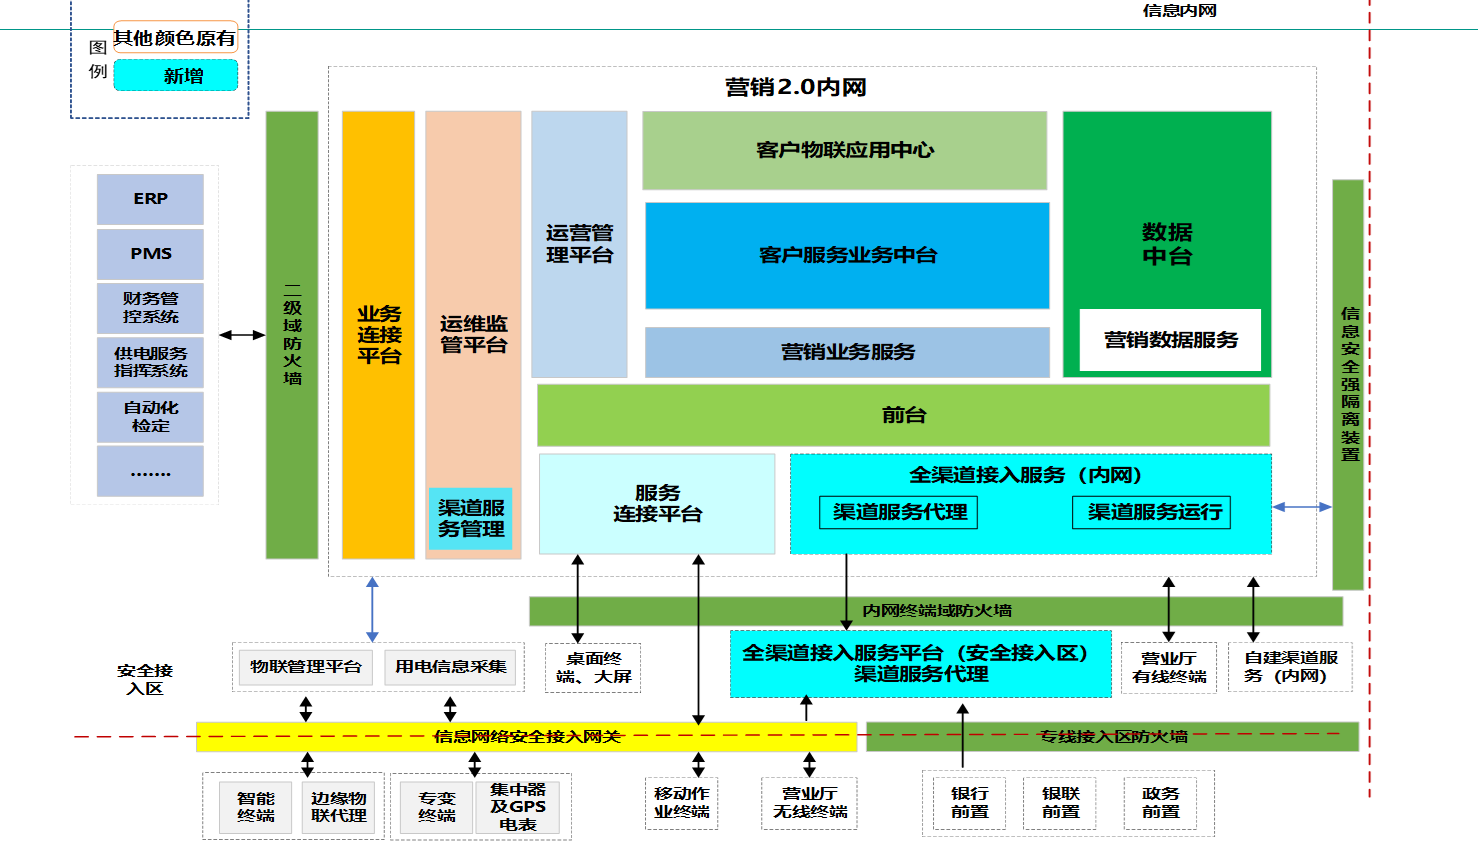 信息内网
图
例
其他颜色原有
新增
营销2.0内网
ERP
PMS
财务管
控系统
供电服务
指挥系统
自动化
检定
.......
二级域防火墙
业务
连接
平台
运维监
管平台
渠道服
务管理
运营管
理平台
客户物联应用中心
客户服务业务中台
营销业务服务
数据
中台
营销数据服务
前台
服务
连接平台
全渠道接入服务（内网）
渠道服务代理
渠道服务运行
信息安全强隔离装置
内网终端域防火墙
安全接
入区
物联管理平台
用电信息采集
桌面终
端、大屏
全渠道接入服务平台（安全接入区）
渠道服务代理
营业厅
有线终端
自建渠道服
务（内网）
信息网络安全接入网关
专线接入区防火墙
智能
终端
边缘物
联代理
专变
终端
集中器
及GPS
电表
移动作
业终端
营业厅
无线终端
银行
前置
银联
前置
政务
前置